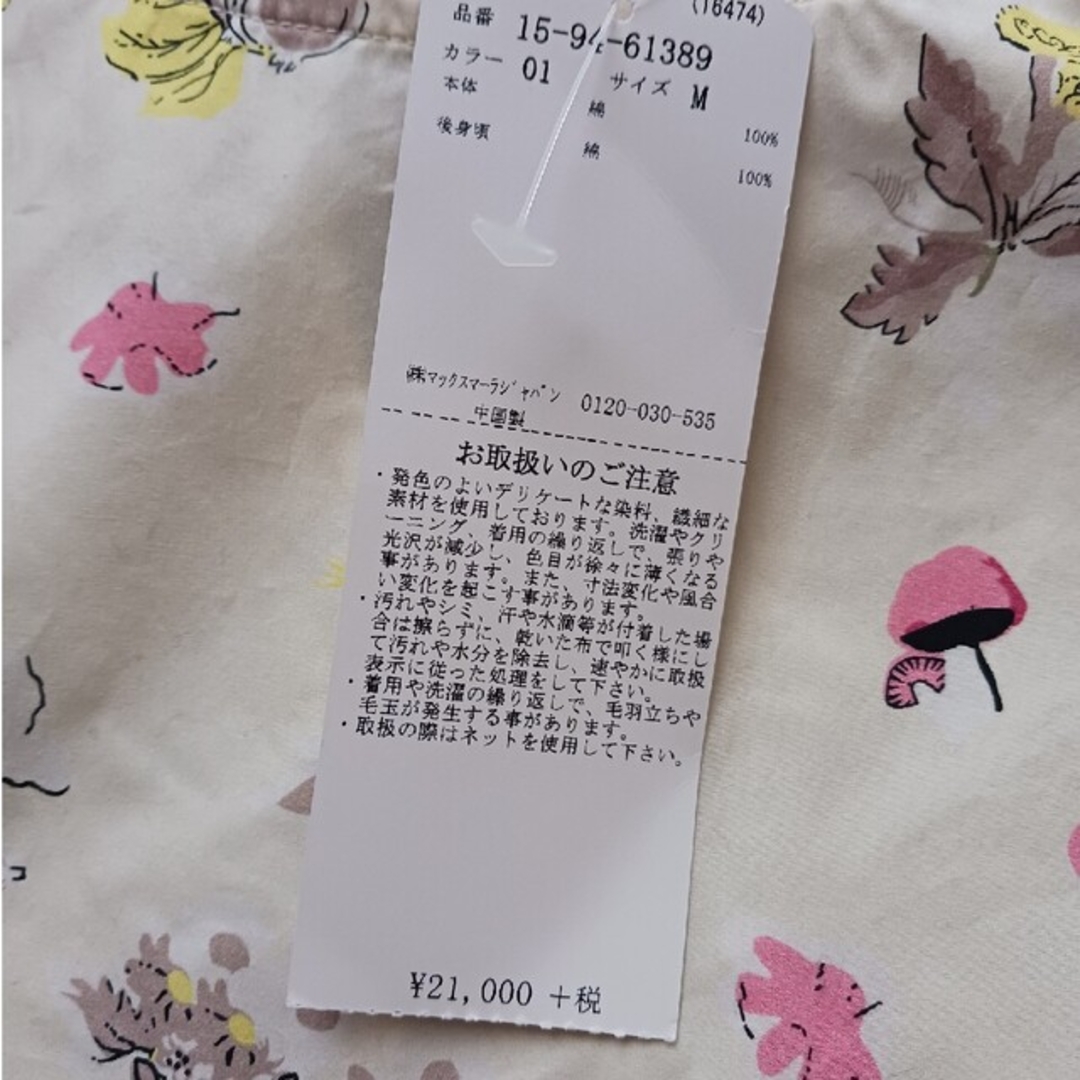 (16474)
品番 15-94-61389
カラー 01 サイズ M
本体 綿 100%
後身頃 綿 100%
㈱マックスマーラジャパン 0120-030-535
中国製
お取扱いのご注意
・発色のよいデリケートな染料、繊細な
素材を使用しております。洗濯やクリ
ーニング、着用の繰り返しで、張りや
光沢が減少し、色目が徐々に薄くなる
事があります。また、寸法変化や風合
い変化を起こす事があります。
・汚れやシミ、汗や水滴等が付着した場
合は擦らずに、乾いた布で叩く様にし
て汚れや水分を除去し、速やかに取扱
表示に従った処理をして下さい。
・着用や洗濯の繰り返しで、毛羽立ちや
毛玉が発生する事があります。
・取扱の際はネットを使用して下さい。
¥21,000 +税